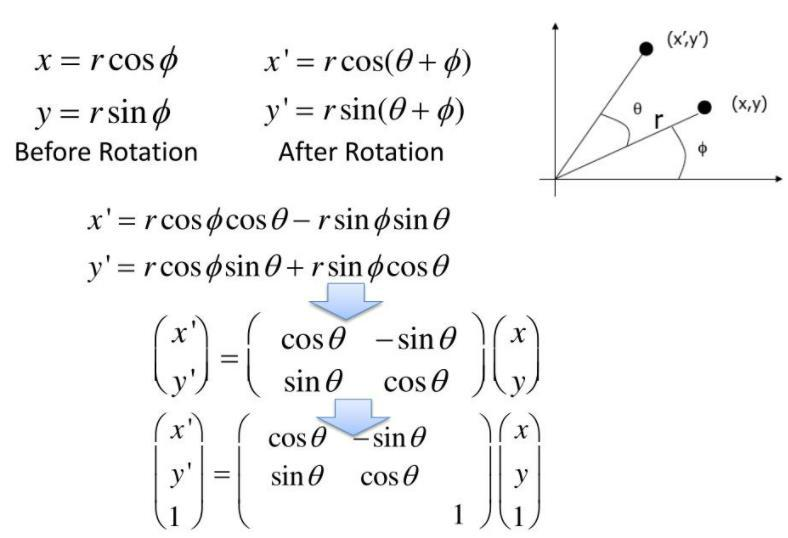 x = r cos ϕ x' = r cos(θ + ϕ)
y = r sin ϕ y' = r sin(θ + ϕ)
Before Rotation After Rotation
(x',y')
(x,y)
θ
r
ϕ
x' = r cos ϕ cos θ − r sin ϕ sin θ
y' = r cos ϕ sin θ + r sin ϕ cos θ
( x' ) = ( cos θ − sin θ ) ( x )
( y' ) ( sin θ cos θ ) ( y )
( x' ) ( cos θ − sin θ ) ( x )
( y' ) = ( sin θ cos θ ) ( y )
( 1 ) ( 1 ) ( 1 )